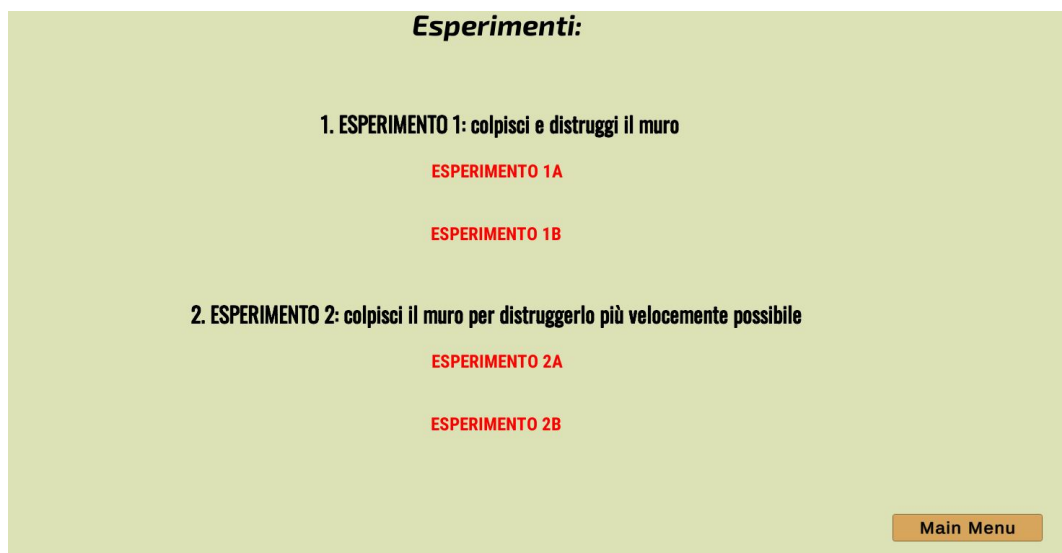 Esperimenti:
1. ESPERIMENTO 1: colpisci e distruggi il muro
ESPERIMENTO 1A
ESPERIMENTO 1B
2. ESPERIMENTO 2: colpisci il muro per distruggerlo più velocemente possibile
ESPERIMENTO 2A
ESPERIMENTO 2B
Main Menu